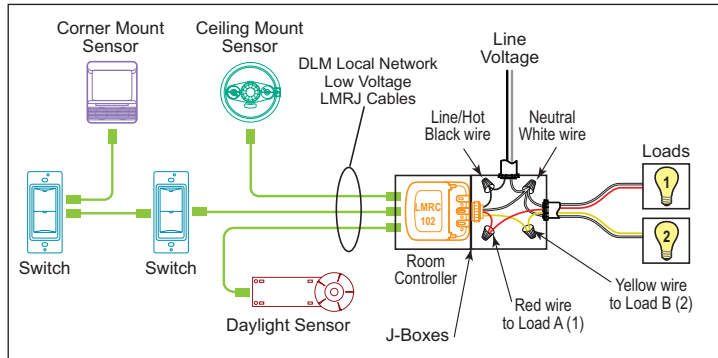 Corner Mount
Sensor
Ceiling Mount
Sensor
DLM Local Network
Low Voltage
LMRJ Cables
Line
Voltage
Line/Hot
Black wire
Neutral
White wire
Loads
1
2
LMRC
102
Switch
Switch
Room
Controller
Daylight Sensor
J-Boxes
Red wire
to Load A (1)
Yellow wire
to Load B (2)